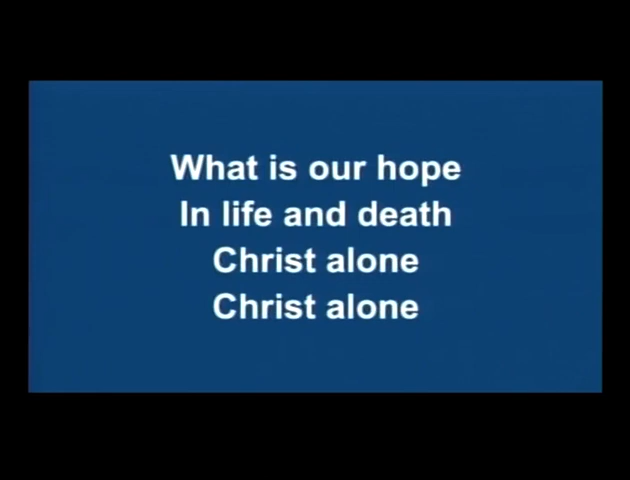 What is our hope
In life and death
Christ alone
Christ alone